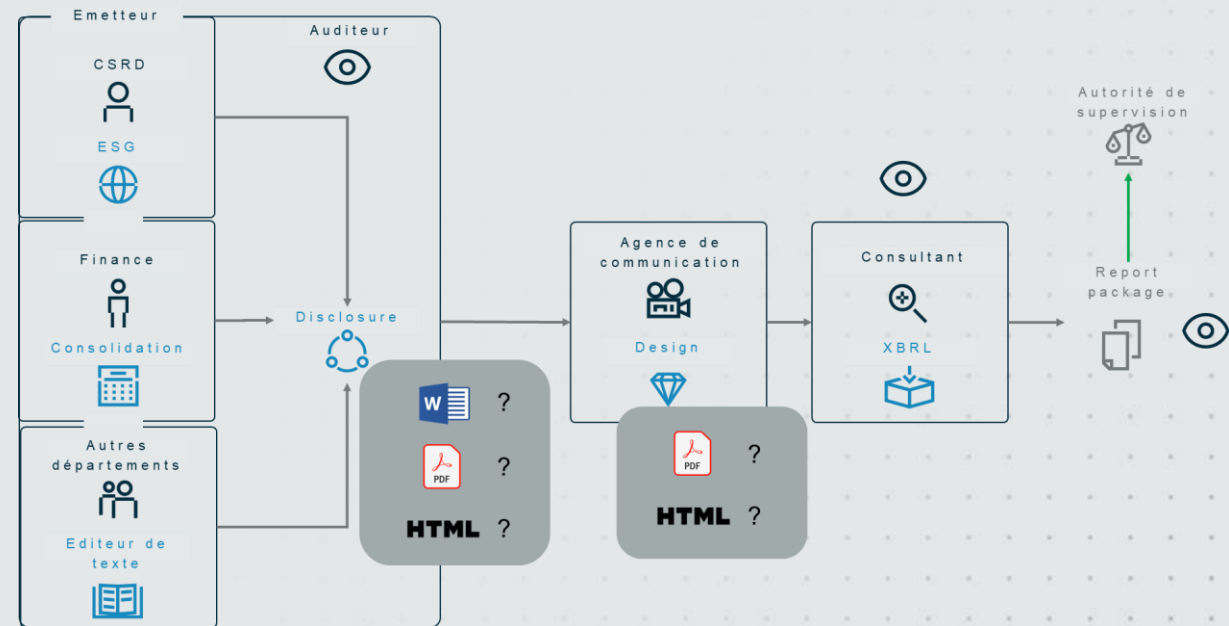 Emetteur
CSRD
ESG
Finance
Consolidation
Autres
départements
Editeur de
texte
Auditeur
Disclosure
W ?
PDF ?
HTML ?
Agence de
communication
Design
PDF ?
HTML ?
Consultant
XBRL
Autorité de
supervision
Report
package